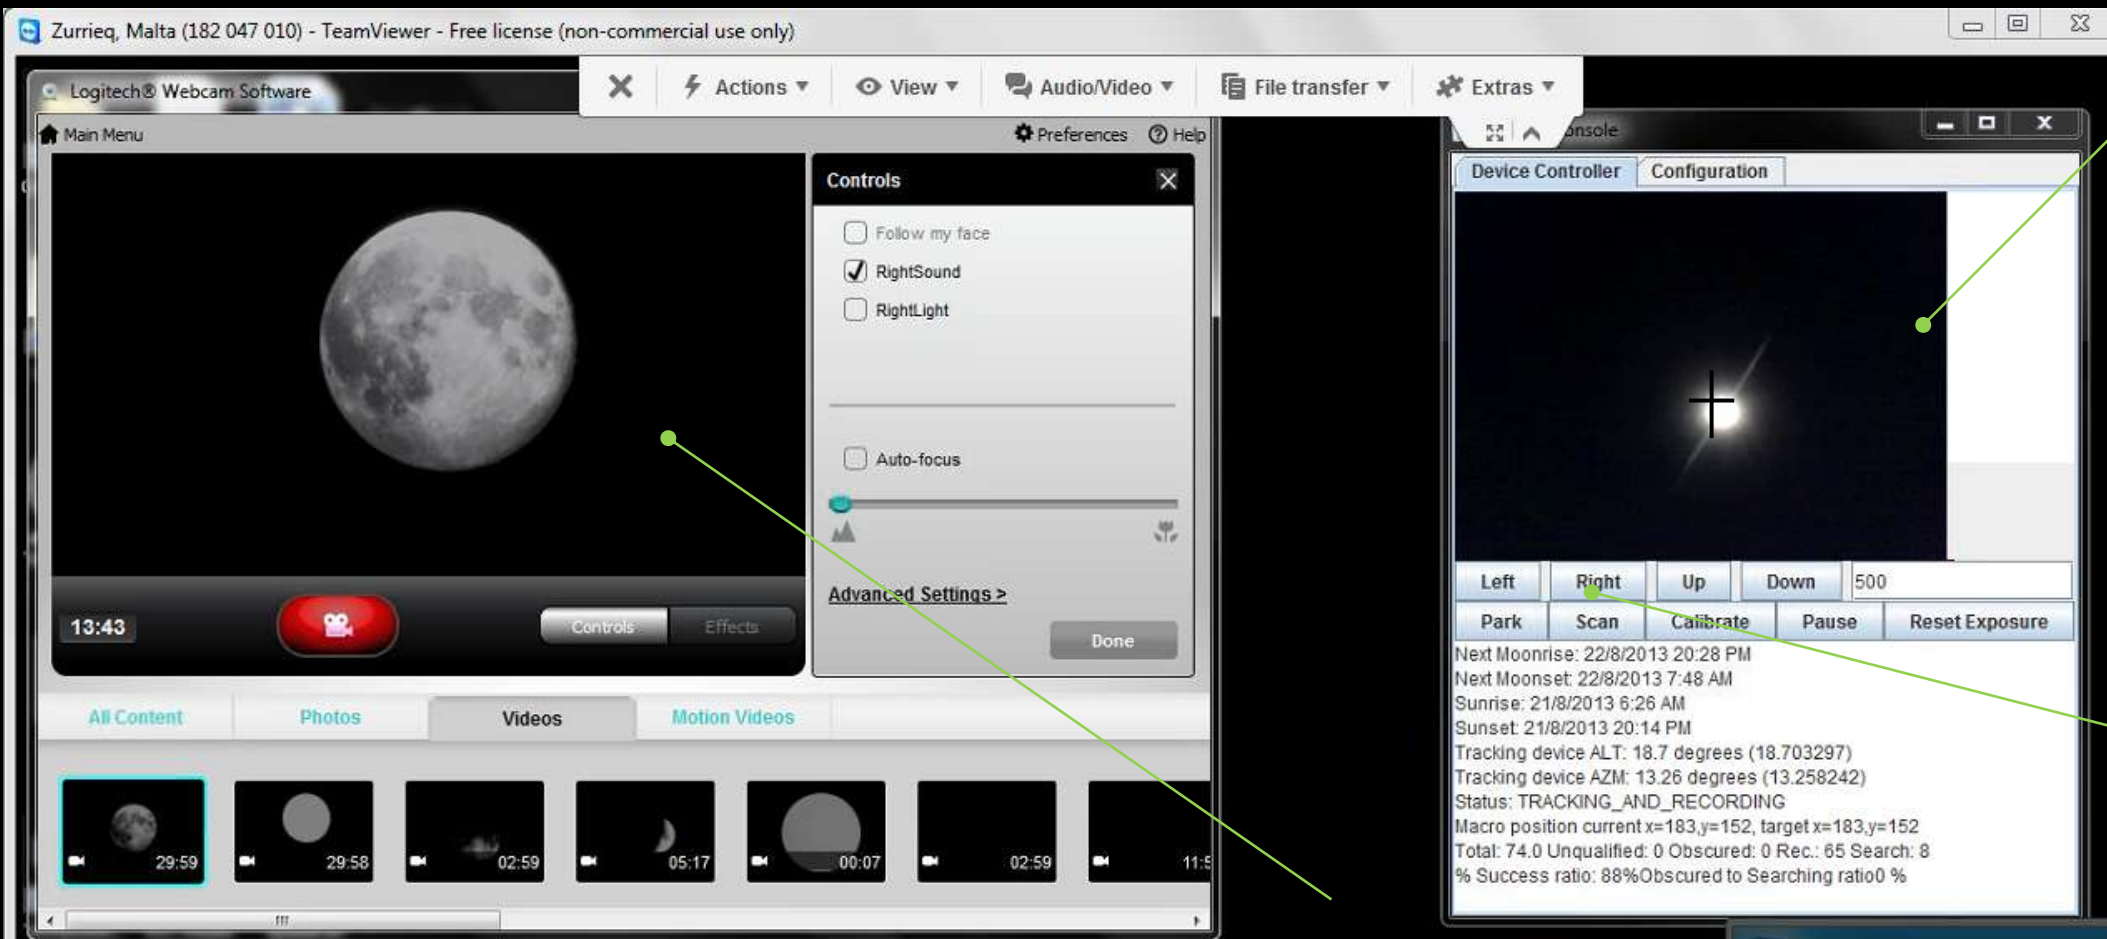 Zurrieq, Malta (182 047 010) - TeamViewer - Free license (non-commercial use only)
Actions View Audio/Video File transfer Extras
Logitech® Webcam Software
Main Menu Preferences Help
Controls
Follow my face
RightSound
RightLight
Auto-focus
Advanced Settings >
Done
13:43 Controls Effects
All Content Photos Videos Motion Videos
29:59 29:58 02:59 05:17 00:07 02:59
Device Controller Configuration
Left Right Up Down 500
Park Scan Calibrate Pause Reset Exposure
Next Moonrise: 22/8/2013 20:28 PM
Next Moonset: 22/8/2013 7:48 AM
Sunrise: 21/8/2013 6:26 AM
Sunset: 21/8/2013 20:14 PM
Tracking device ALT: 18.7 degrees (18.703297)
Tracking device AZM: 13.26 degrees (13.258242)
Status: TRACKING_AND_RECORDING
Macro position current x=183,y=152, target x=183,y=152
Total: 74.0 Unqualified: 0 Obscured: 0 Rec.: 65 Search: 8
% Success ratio: 88%Obscured to Searching ratio0 %